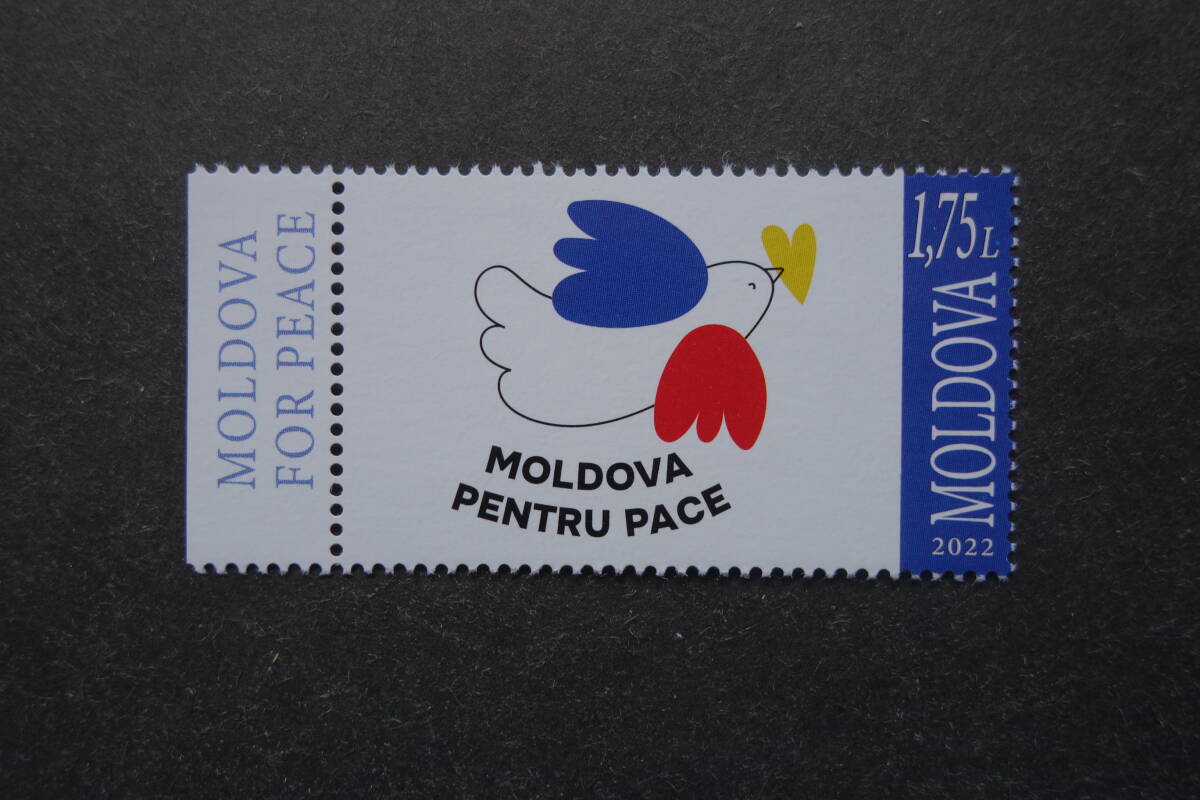 MOLDOVA
FOR PEACE
MOLDOVA
PENTRU PACE
1,75L
MOLDOVA
2022